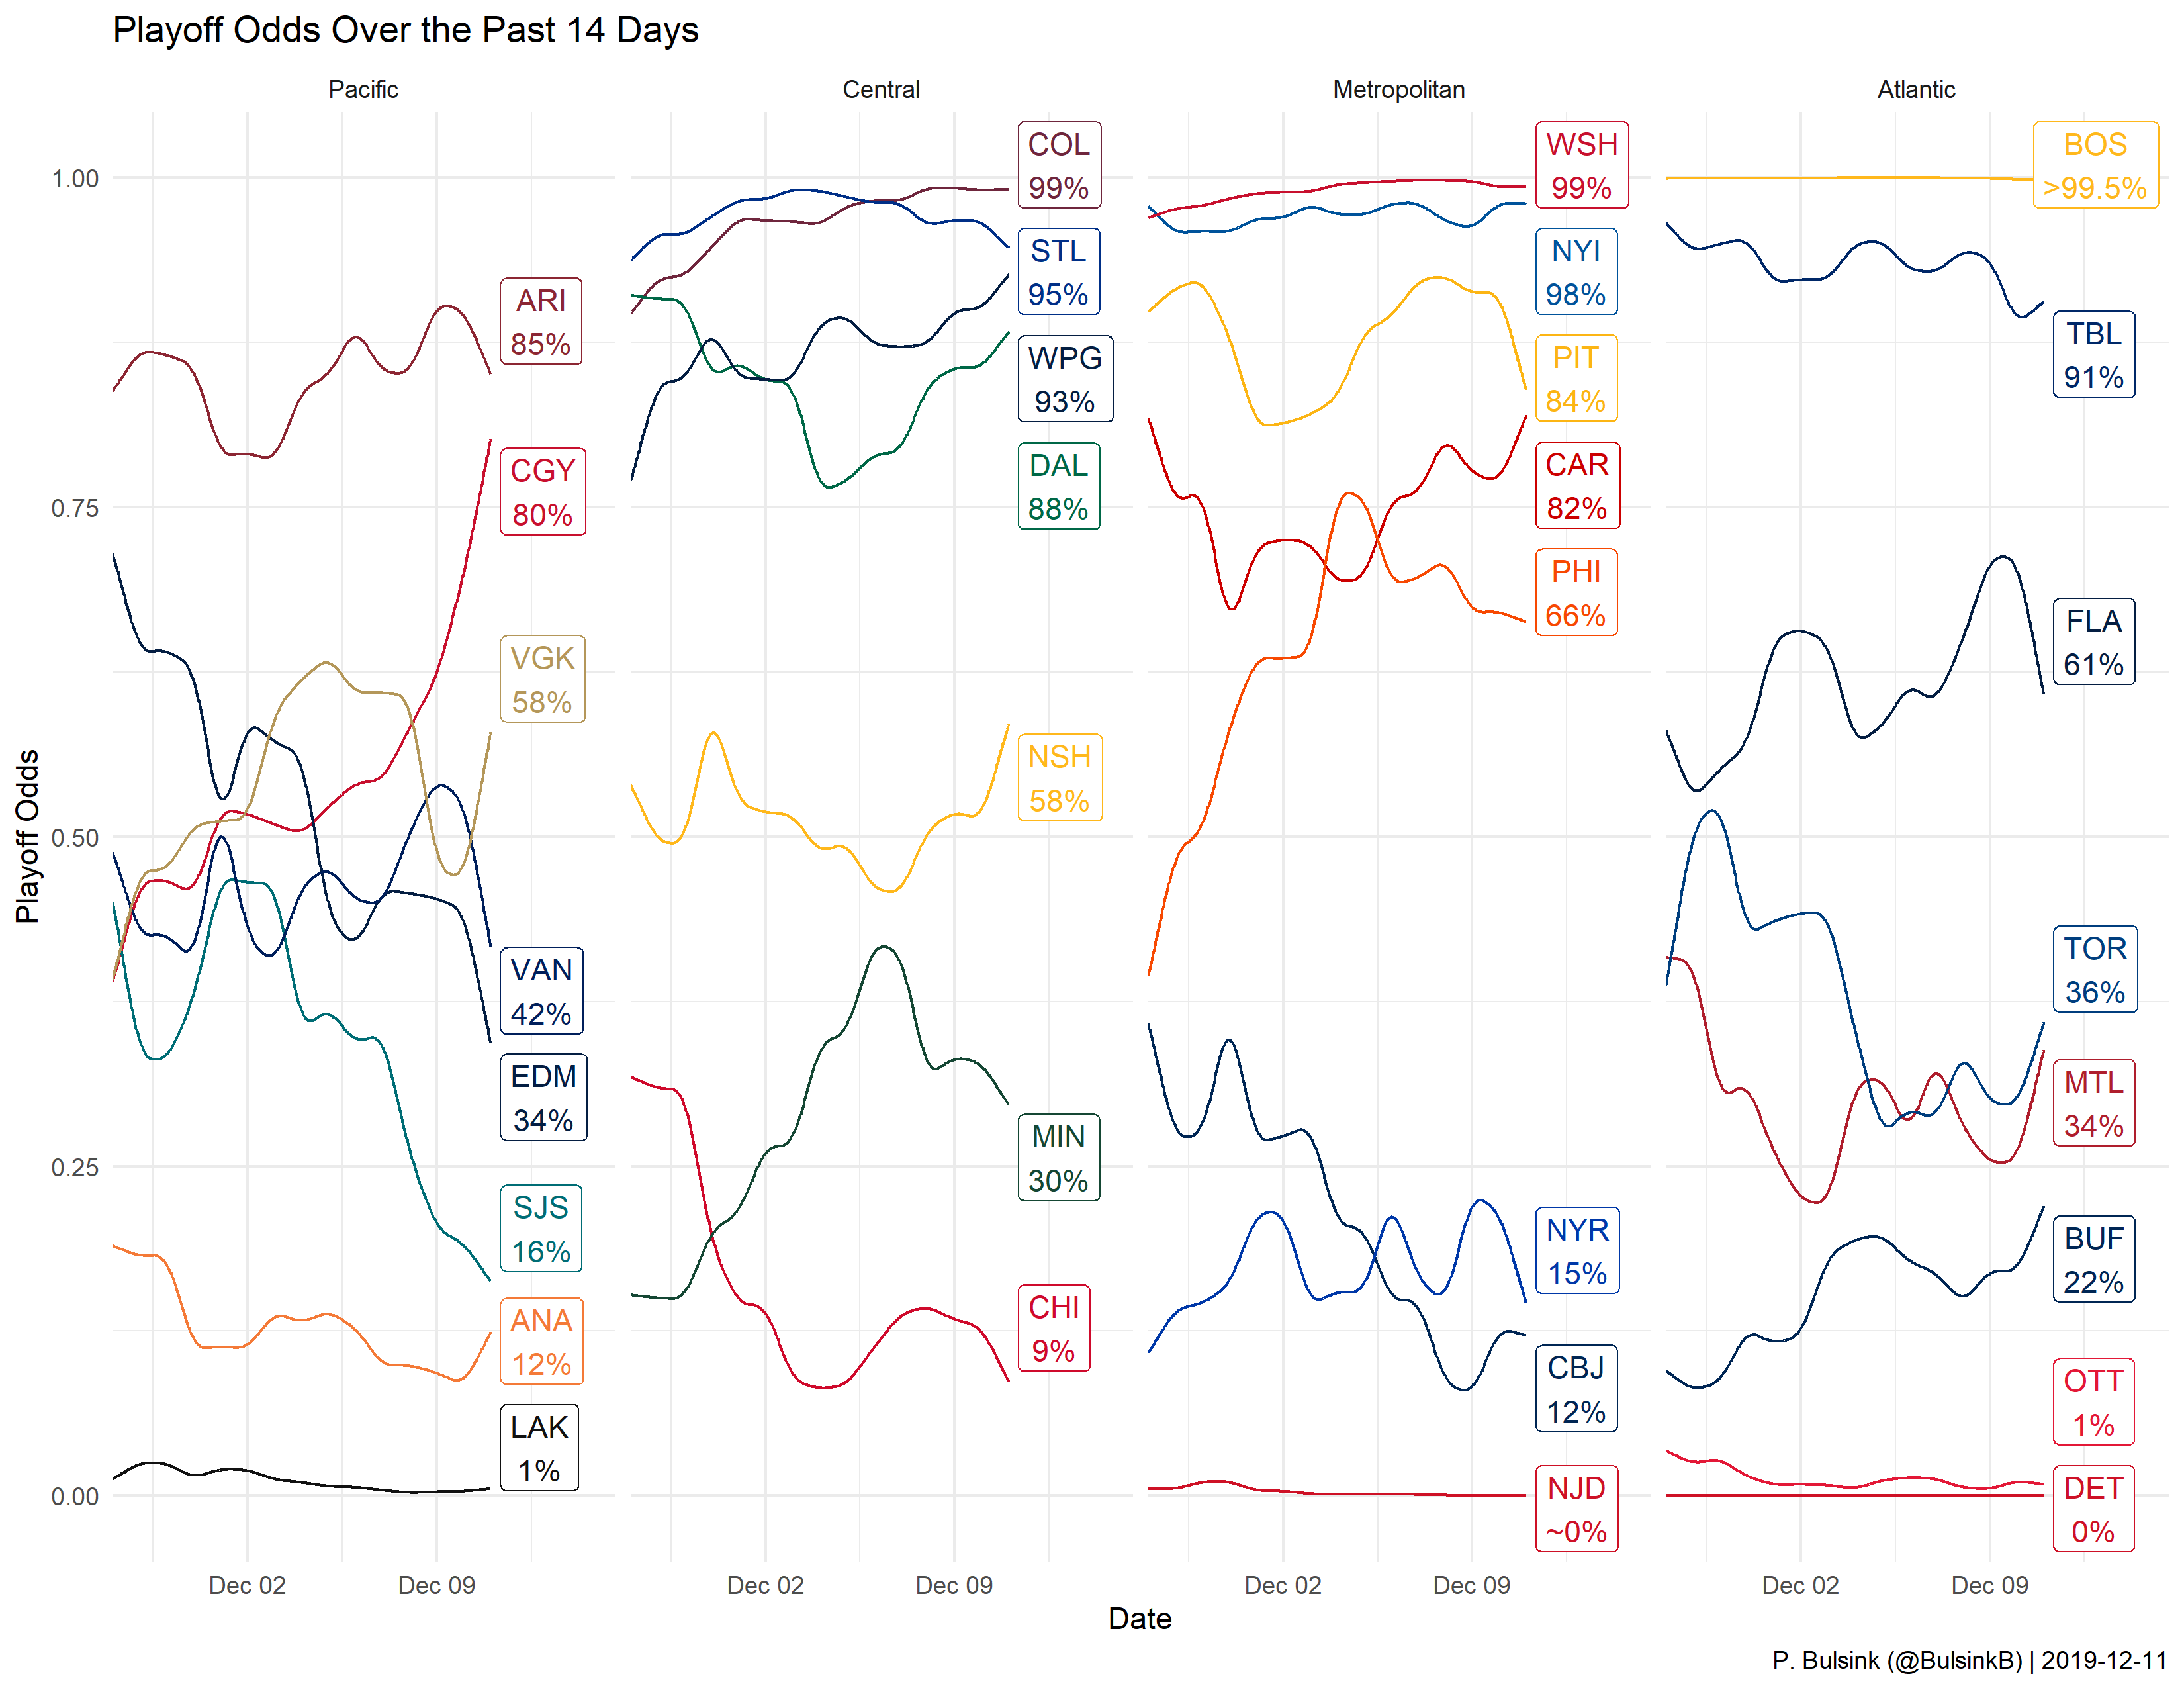 Playoff Odds Over the Past 14 Days
Pacific
Central
Metropolitan
Atlantic
Playoff Odds
1.00
0.75
0.50
0.25
0.00
ARI
85%
CGY
80%
VGK
58%
VAN
42%
EDM
34%
SJS
16%
ANA
12%
LAK
1%
COL
99%
STL
95%
WPG
93%
DAL
88%
NSH
58%
MIN
30%
CHI
9%
WSH
99%
NYI
98%
PIT
84%
CAR
82%
PHI
66%
NYR
15%
CBJ
12%
NJD
~0%
BOS
>99.5%
TBL
91%
FLA
61%
TOR
36%
MTL
34%
BUF
22%
OTT
1%
DET
0%
Dec 02
Dec 09
Dec 02
Dec 09
Dec 02
Dec 09
Dec 02
Dec 09
Date
P. Bulsink (@BulsinkB) | 2019-12-11